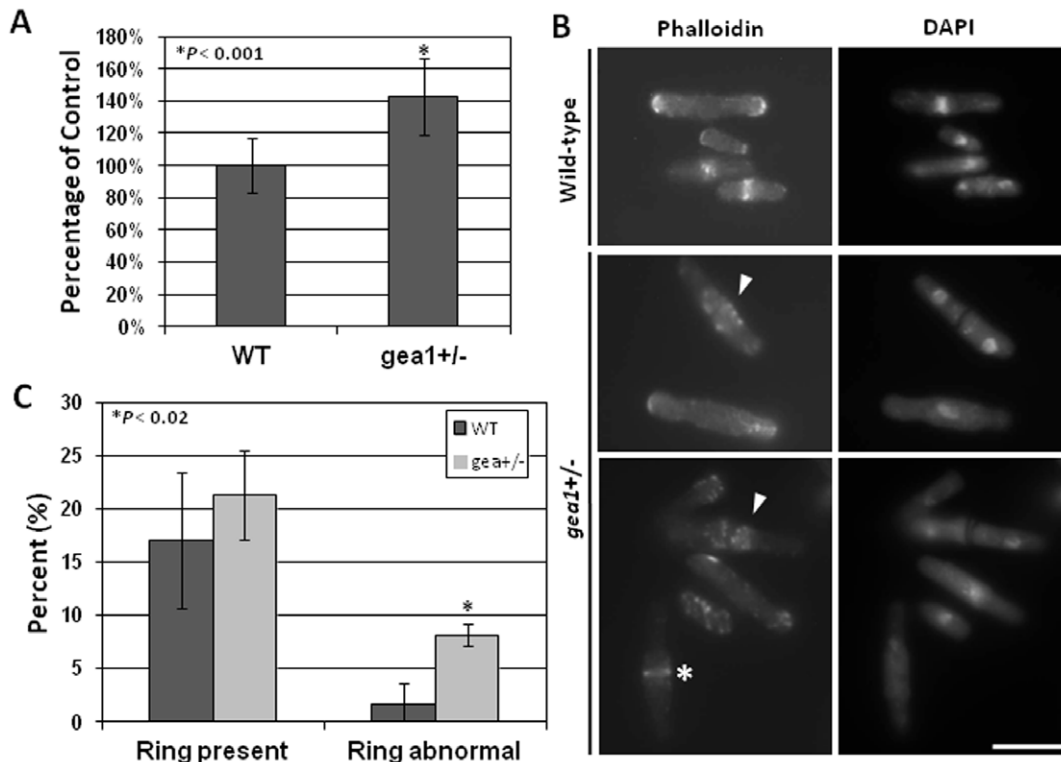 A
180%
160%
140%
120%
100%
80%
60%
40%
20%
0%
Percentage of Control
*P< 0.001
*
WT
gea1+/-
B
Phalloidin
DAPI
Wild-type
gea1+/-
*
C
30
25
20
15
10
5
0
Percent (%)
*P< 0.02
WT
gea+/-
*
Ring present
Ring abnormal